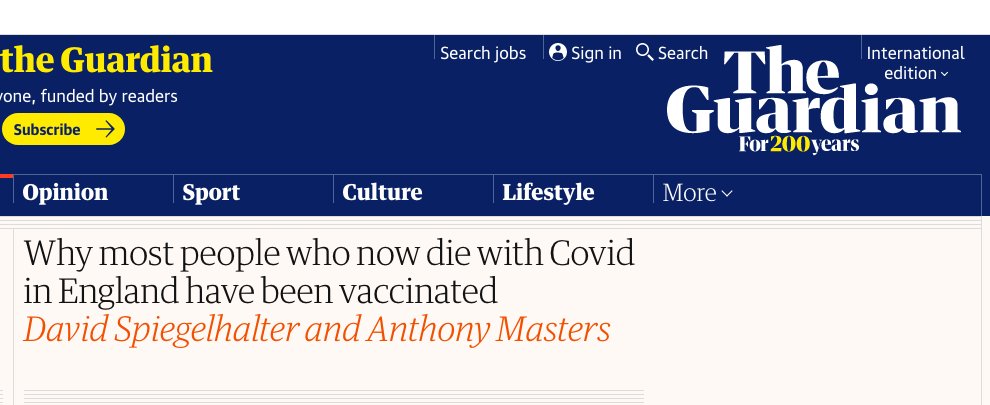 the Guardian
yone, funded by readers
Subscribe
Search jobs
Sign in
Search
International
edition
The
Guardian
For 200 years
Opinion
Sport
Culture
Lifestyle
More
Why most people who now die with Covid
in England have been vaccinated
David Spiegelhalter and Anthony Masters